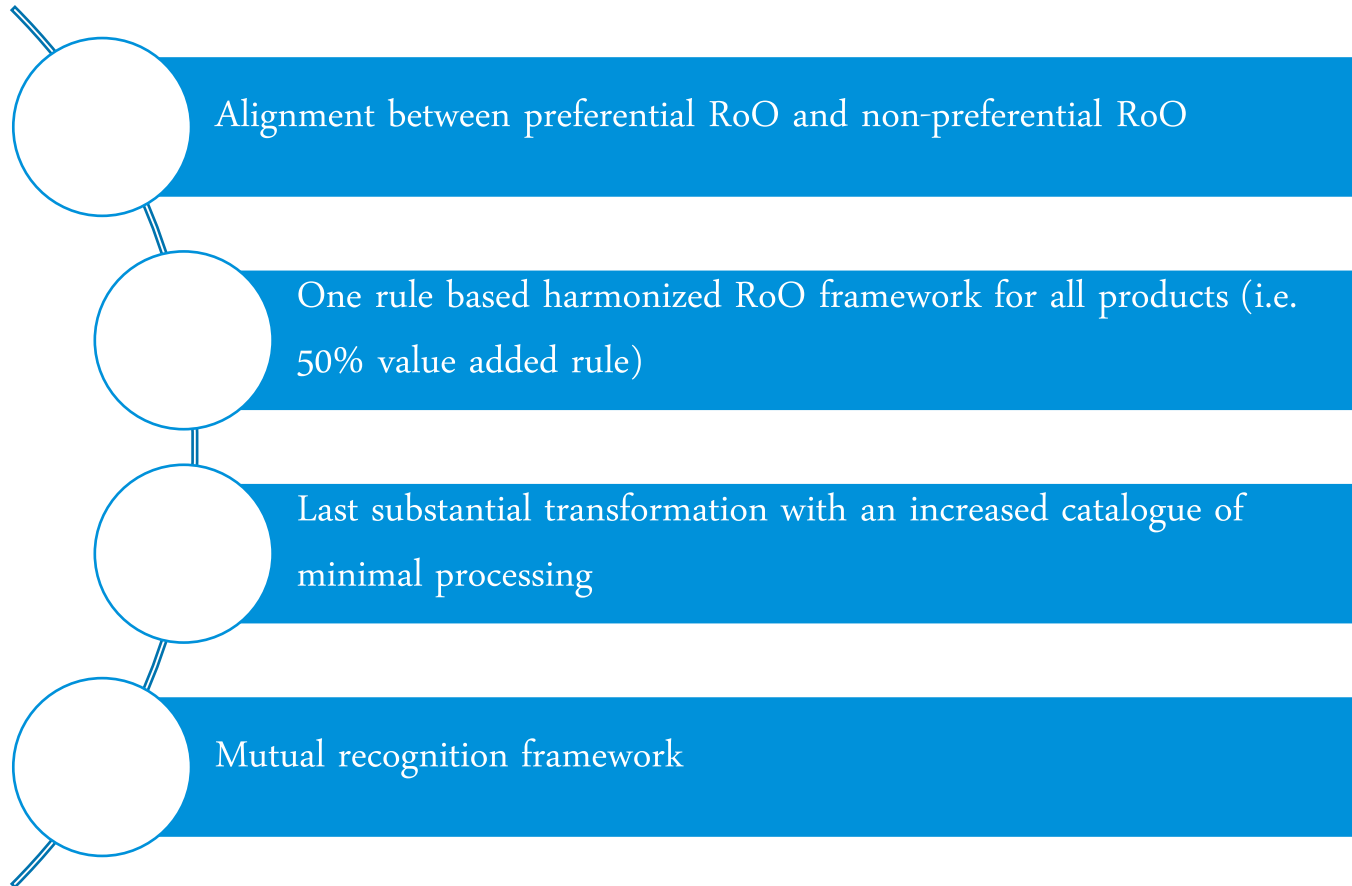 Alignment between preferential RoO and non-preferential RoO
One rule based harmonized RoO framework for all products (i.e.
50% value added rule)
Last substantial transformation with an increased catalogue of
minimal processing
Mutual recognition framework